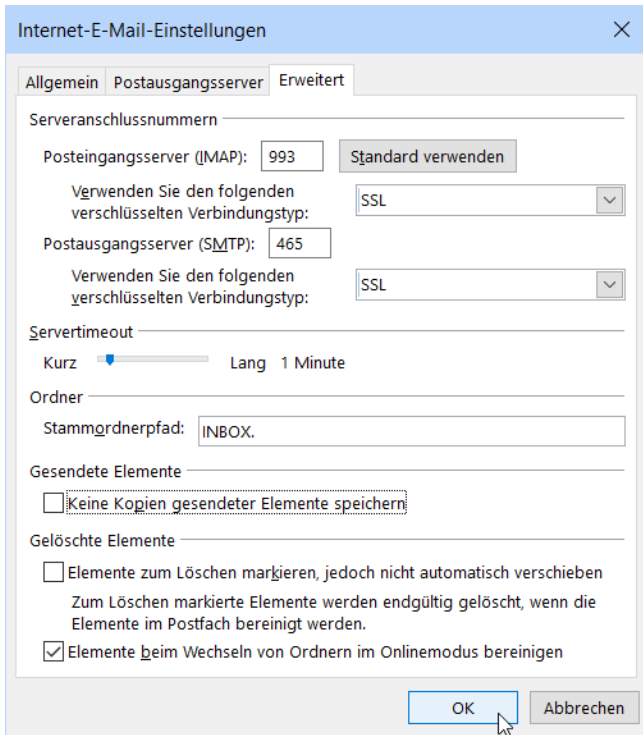 Internet-E-Mail-Einstellungen
Allgemein Postausgangsserver Erweitert
Serveranschlussnummern
Posteingangsserver (IMAP): 993 Standard verwenden
Verwenden Sie den folgenden
verschlüsselten Verbindungstyp: SSL
Postausgangsserver (SMTP): 465
Verwenden Sie den folgenden
verschlüsselten Verbindungstyp: SSL
Servertimeout
Kurz Lang 1 Minute
Ordner
Stammordnerpfad: INBOX.
Gesendete Elemente
Keine Kopien gesendeter Elemente speichern
Gelöschte Elemente
Elemente zum Löschen markieren, jedoch nicht automatisch verschieben
Zum Löschen markierte Elemente werden endgültig gelöscht, wenn die
Elemente im Postfach bereinigt werden.
Elemente beim Wechseln von Ordnern im Onlinemodus bereinigen
OK Abbrechen